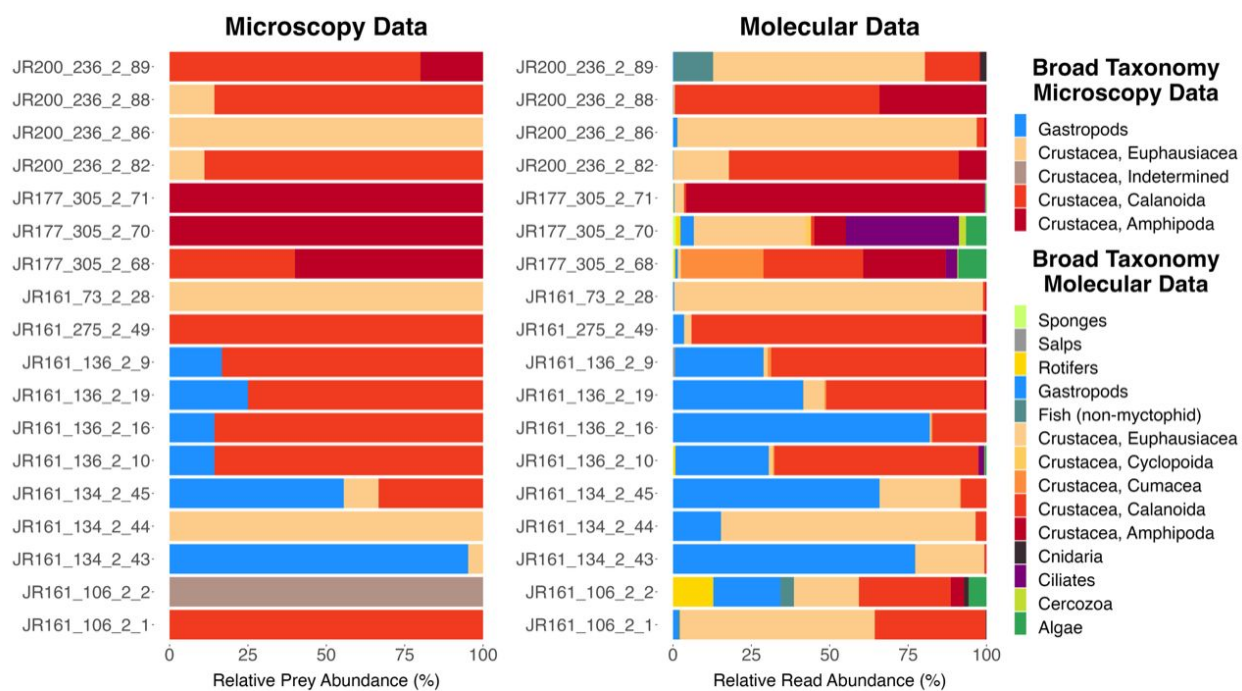 Microscopy Data
JR200_236_2_89
JR200_236_2_88
JR200_236_2_86
JR200_236_2_82
JR177_305_2_71
JR177_305_2_70
JR177_305_2_68
JR161_73_2_28
JR161_275_2_49
JR161_136_2_9
JR161_136_2_19
JR161_136_2_16
JR161_136_2_10
JR161_134_2_45
JR161_134_2_44
JR161_134_2_43
JR161_106_2_2
JR161_106_2_1
0 25 50 75 100
Relative Prey Abundance (%)
Molecular Data
JR200_236_2_89
JR200_236_2_88
JR200_236_2_86
JR200_236_2_82
JR177_305_2_71
JR177_305_2_70
JR177_305_2_68
JR161_73_2_28
JR161_275_2_49
JR161_136_2_9
JR161_136_2_19
JR161_136_2_16
JR161_136_2_10
JR161_134_2_45
JR161_134_2_44
JR161_134_2_43
JR161_106_2_2
JR161_106_2_1
0 25 50 75 100
Relative Read Abundance (%)
Broad Taxonomy
Microscopy Data
Gastropods
Crustacea, Euphausiacea
Crustacea, Indetermined
Crustacea, Calanoida
Crustacea, Amphipoda
Broad Taxonomy
Molecular Data
Sponges
Salps
Rotifers
Gastropods
Fish (non-myctophid)
Crustacea, Euphausiacea
Crustacea, Cyclopoida
Crustacea, Cumacea
Crustacea, Calanoida
Crustacea, Amphipoda
Cnidaria
Ciliates
Cercozoa
Algae